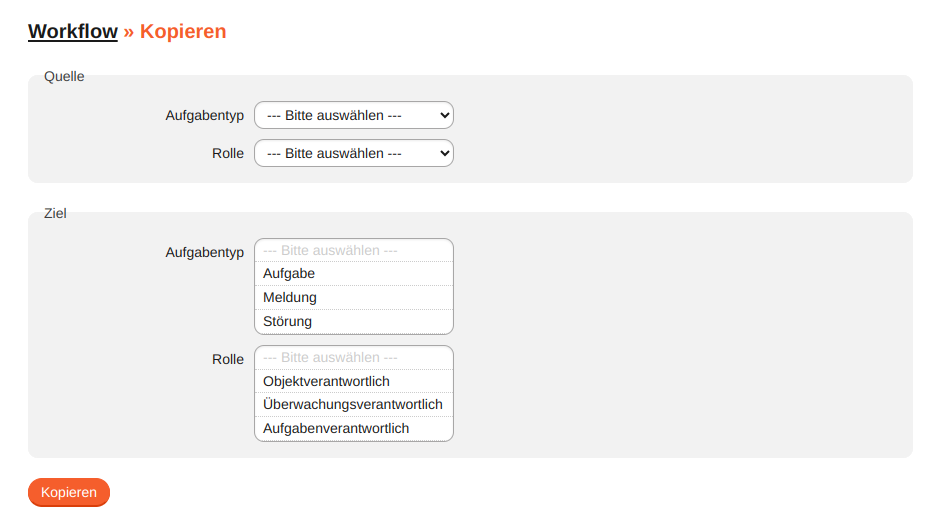 Workflow » Kopieren
Quelle
Aufgabentyp --- Bitte auswählen ---
Rolle --- Bitte auswählen ---
Ziel
Aufgabentyp --- Bitte auswählen ---
Aufgabe
Meldung
Störung
Rolle --- Bitte auswählen ---
Objektverantwortlich
Überwachungsverantwortlich
Aufgabenverantwortlich
Kopieren